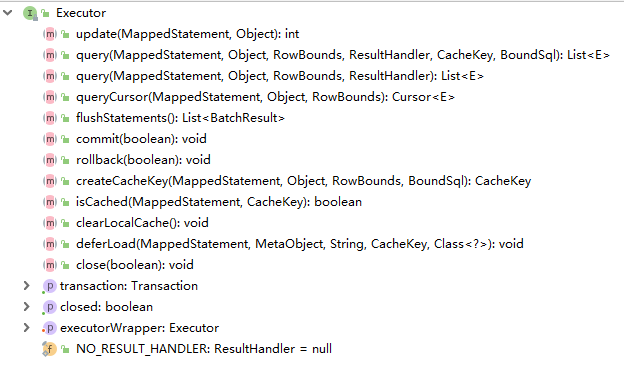 Executor
update(MappedStatement, Object): int
query(MappedStatement, Object, RowBounds, ResultHandler, CacheKey, BoundSql): List<E>
query(MappedStatement, Object, RowBounds, ResultHandler): List<E>
queryCursor(MappedStatement, Object, RowBounds): Cursor<E>
flushStatements(): List<BatchResult>
commit(boolean): void
rollback(boolean): void
createCacheKey(MappedStatement, Object, RowBounds, BoundSql): CacheKey
isCached(MappedStatement, CacheKey): boolean
clearLocalCache(): void
deferLoad(MappedStatement, MetaObject, String, CacheKey, Class<?>): void
close(boolean): void
transaction: Transaction
closed: boolean
executorWrapper: Executor
NO_RESULT_HANDLER: ResultHandler = null